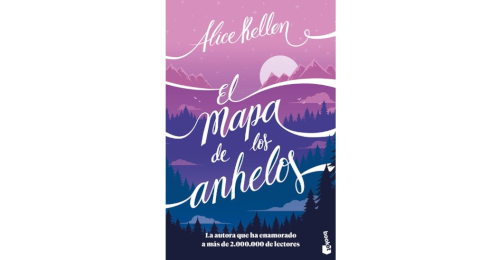 Alice Kellen
El
Mapa
de los
anhelos
La autora que ha enamorado
a más de 2.000.000 de lectores
booket